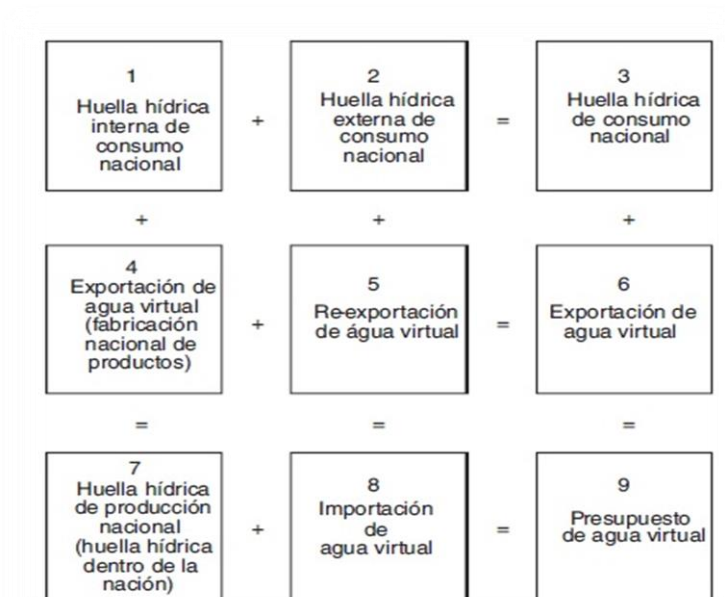 1
Huella hídrica
interna de
consumo
nacional
+
2
Huella hídrica
externa de
consumo
nacional
=
3
Huella hídrica
de consumo
nacional
+
+
+
4
Exportación de
agua virtual
(fabricación
nacional de
productos)
+
5
Re-exportación
de água virtual
=
6
Exportación de
agua virtual
=
=
=
7
Huella hídrica
de producción
nacional
(huella hídrica
dentro de la
nación)
+
8
Importación
de
agua virtual
=
9
Presupuesto
de agua virtual